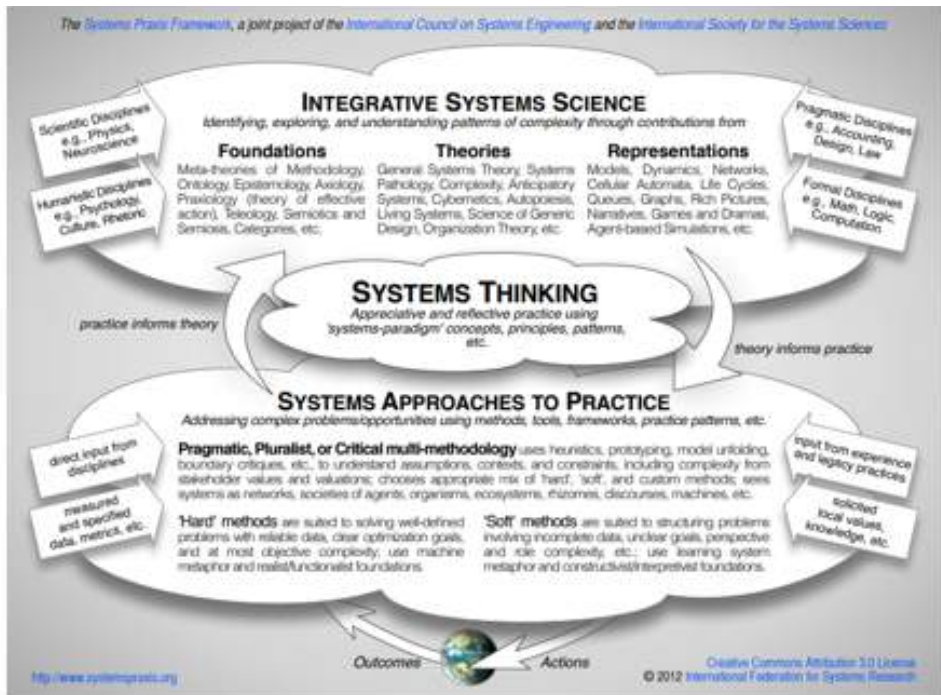 The Systems Praxis Framework, a joint project of the International Council on Systems Engineering and the International Society for the Systems Sciences
INTEGRATIVE SYSTEMS SCIENCE
Identifying, exploring, and understanding patterns of complexity through contributions from
Scientific Disciplines
e.g., Physics,
Neuroscience
Humanistic Disciplines
e.g., Psychology,
Culture, Rhetoric
Foundations
Meta-theories of Methodology,
Ontology, Epistemology, Axiology,
Praxiology (theory of effective
action), Teleology, Semiotics and
Semiosis, Categories, etc.
Theories
General Systems Theory, Systems
Pathology, Complexity, Anticipatory
Systems, Cybernetics, Autopoiesis,
Living Systems, Science of Generic
Design, Organization Theory, etc.
Representations
Models, Dynamics, Networks,
Cellular Automata, Life Cycles,
Queues, Graphs, Rich Pictures,
Narratives, Games and Dramas,
Agent-based Simulations, etc.
Pragmatic Disciplines
e.g., Accounting,
Design, Law
Formal Disciplines
e.g., Math, Logic,
Computation
SYSTEMS THINKING
Appreciative and reflective practice using
'systems-paradigm' concepts, principles, patterns,
etc.
practice informs theory
theory informs practice
SYSTEMS APPROACHES TO PRACTICE
Addressing complex problems/opportunities using methods, tools, frameworks, practice patterns, etc.
direct input from
disciplines
measured
and specified
data, metrics, etc.
Pragmatic, Pluralist, or Critical multi-methodology uses heuristics, prototyping, model unfolding,
boundary critiques, etc., to understand assumptions, contexts, and constraints, including complexity from
stakeholder values and valuations; chooses appropriate mix of 'hard', 'soft', and custom methods; sees
systems as networks, societies of agents, organisms, ecosystems, rhizomes, discourses, machines, etc.
'Hard' methods are suited to solving well-defined
problems with reliable data, clear optimization goals,
and at most objective complexity; use machine
metaphor and realist/functionalist foundations.
'Soft' methods are suited to structuring problems
involving incomplete data, unclear goals, perspective
and role complexity, etc.; use learning system
metaphor and constructivist/interpretivist foundations.
input from experience
and legacy practices
solicited
local values,
knowledge, etc.
Outcomes
Actions
http://www.systemspraxis.org
Creative Commons Attribution 3.0 License
© 2012 International Federation for Systems Research